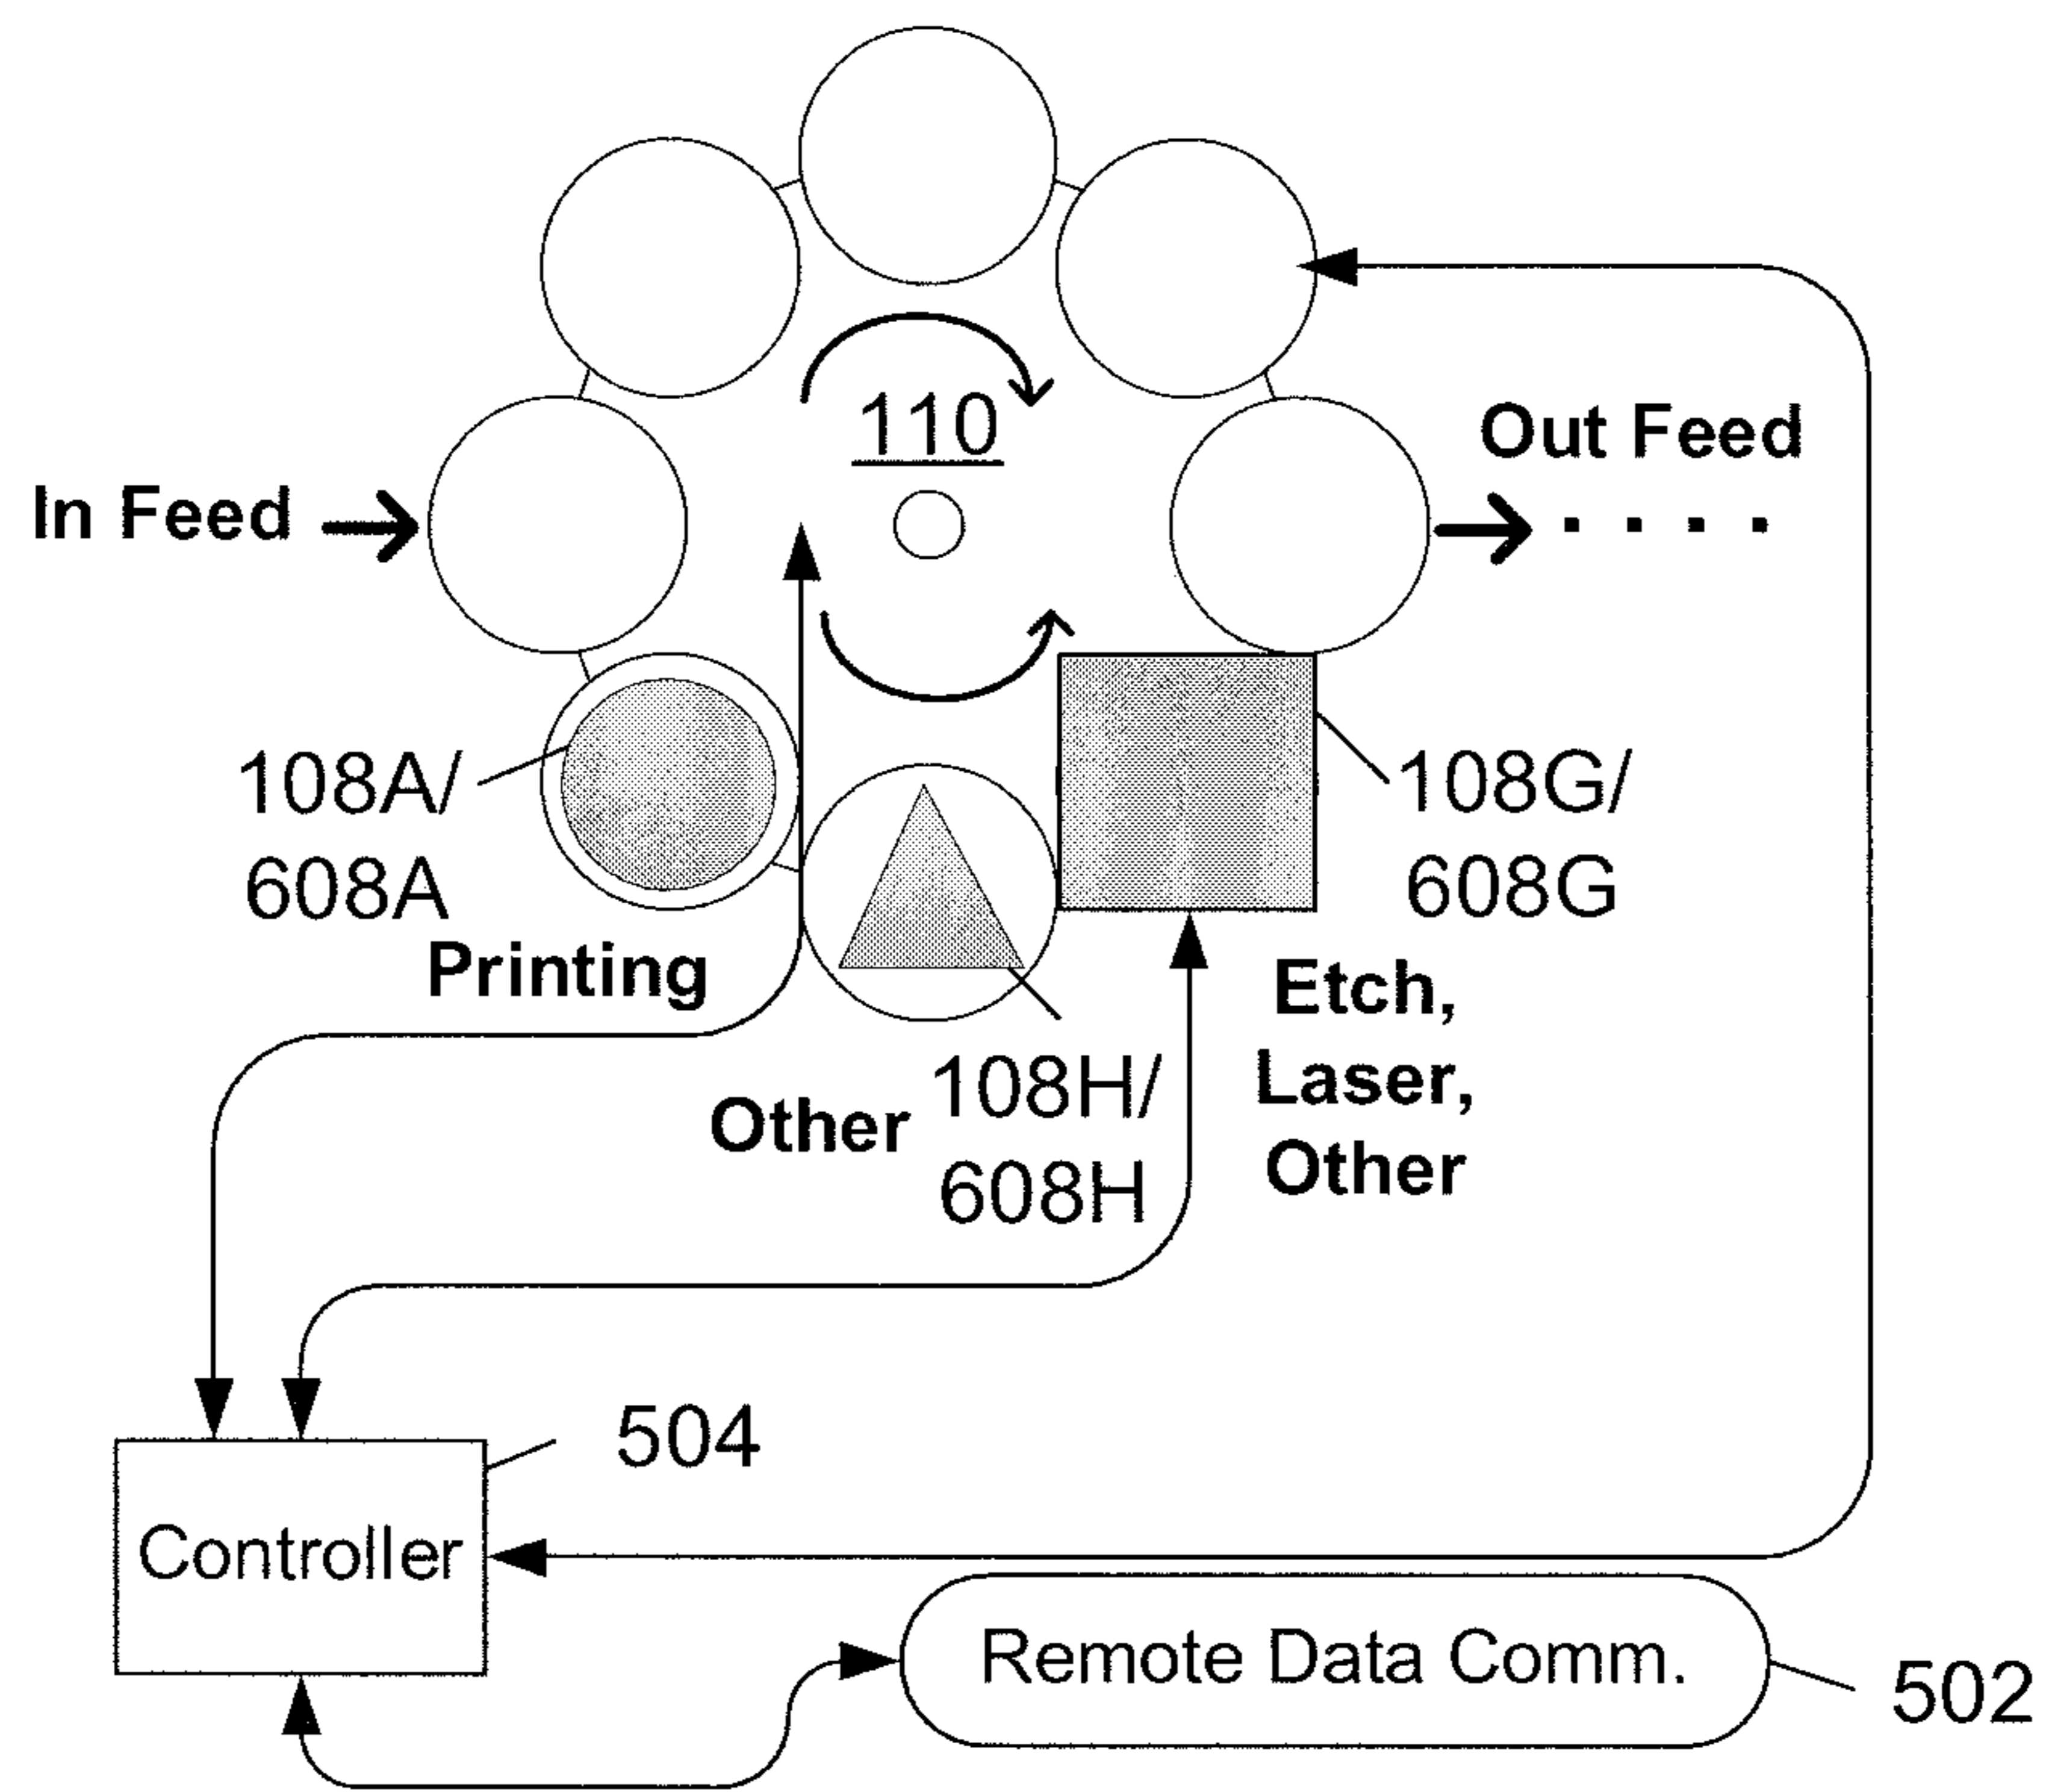 110
Out Feed
In Feed
108A/
608A
Printing
108G/
608G
Etch,
Laser,
Other
Other
108H/
608H
504
Controller
Remote Data Comm.
502